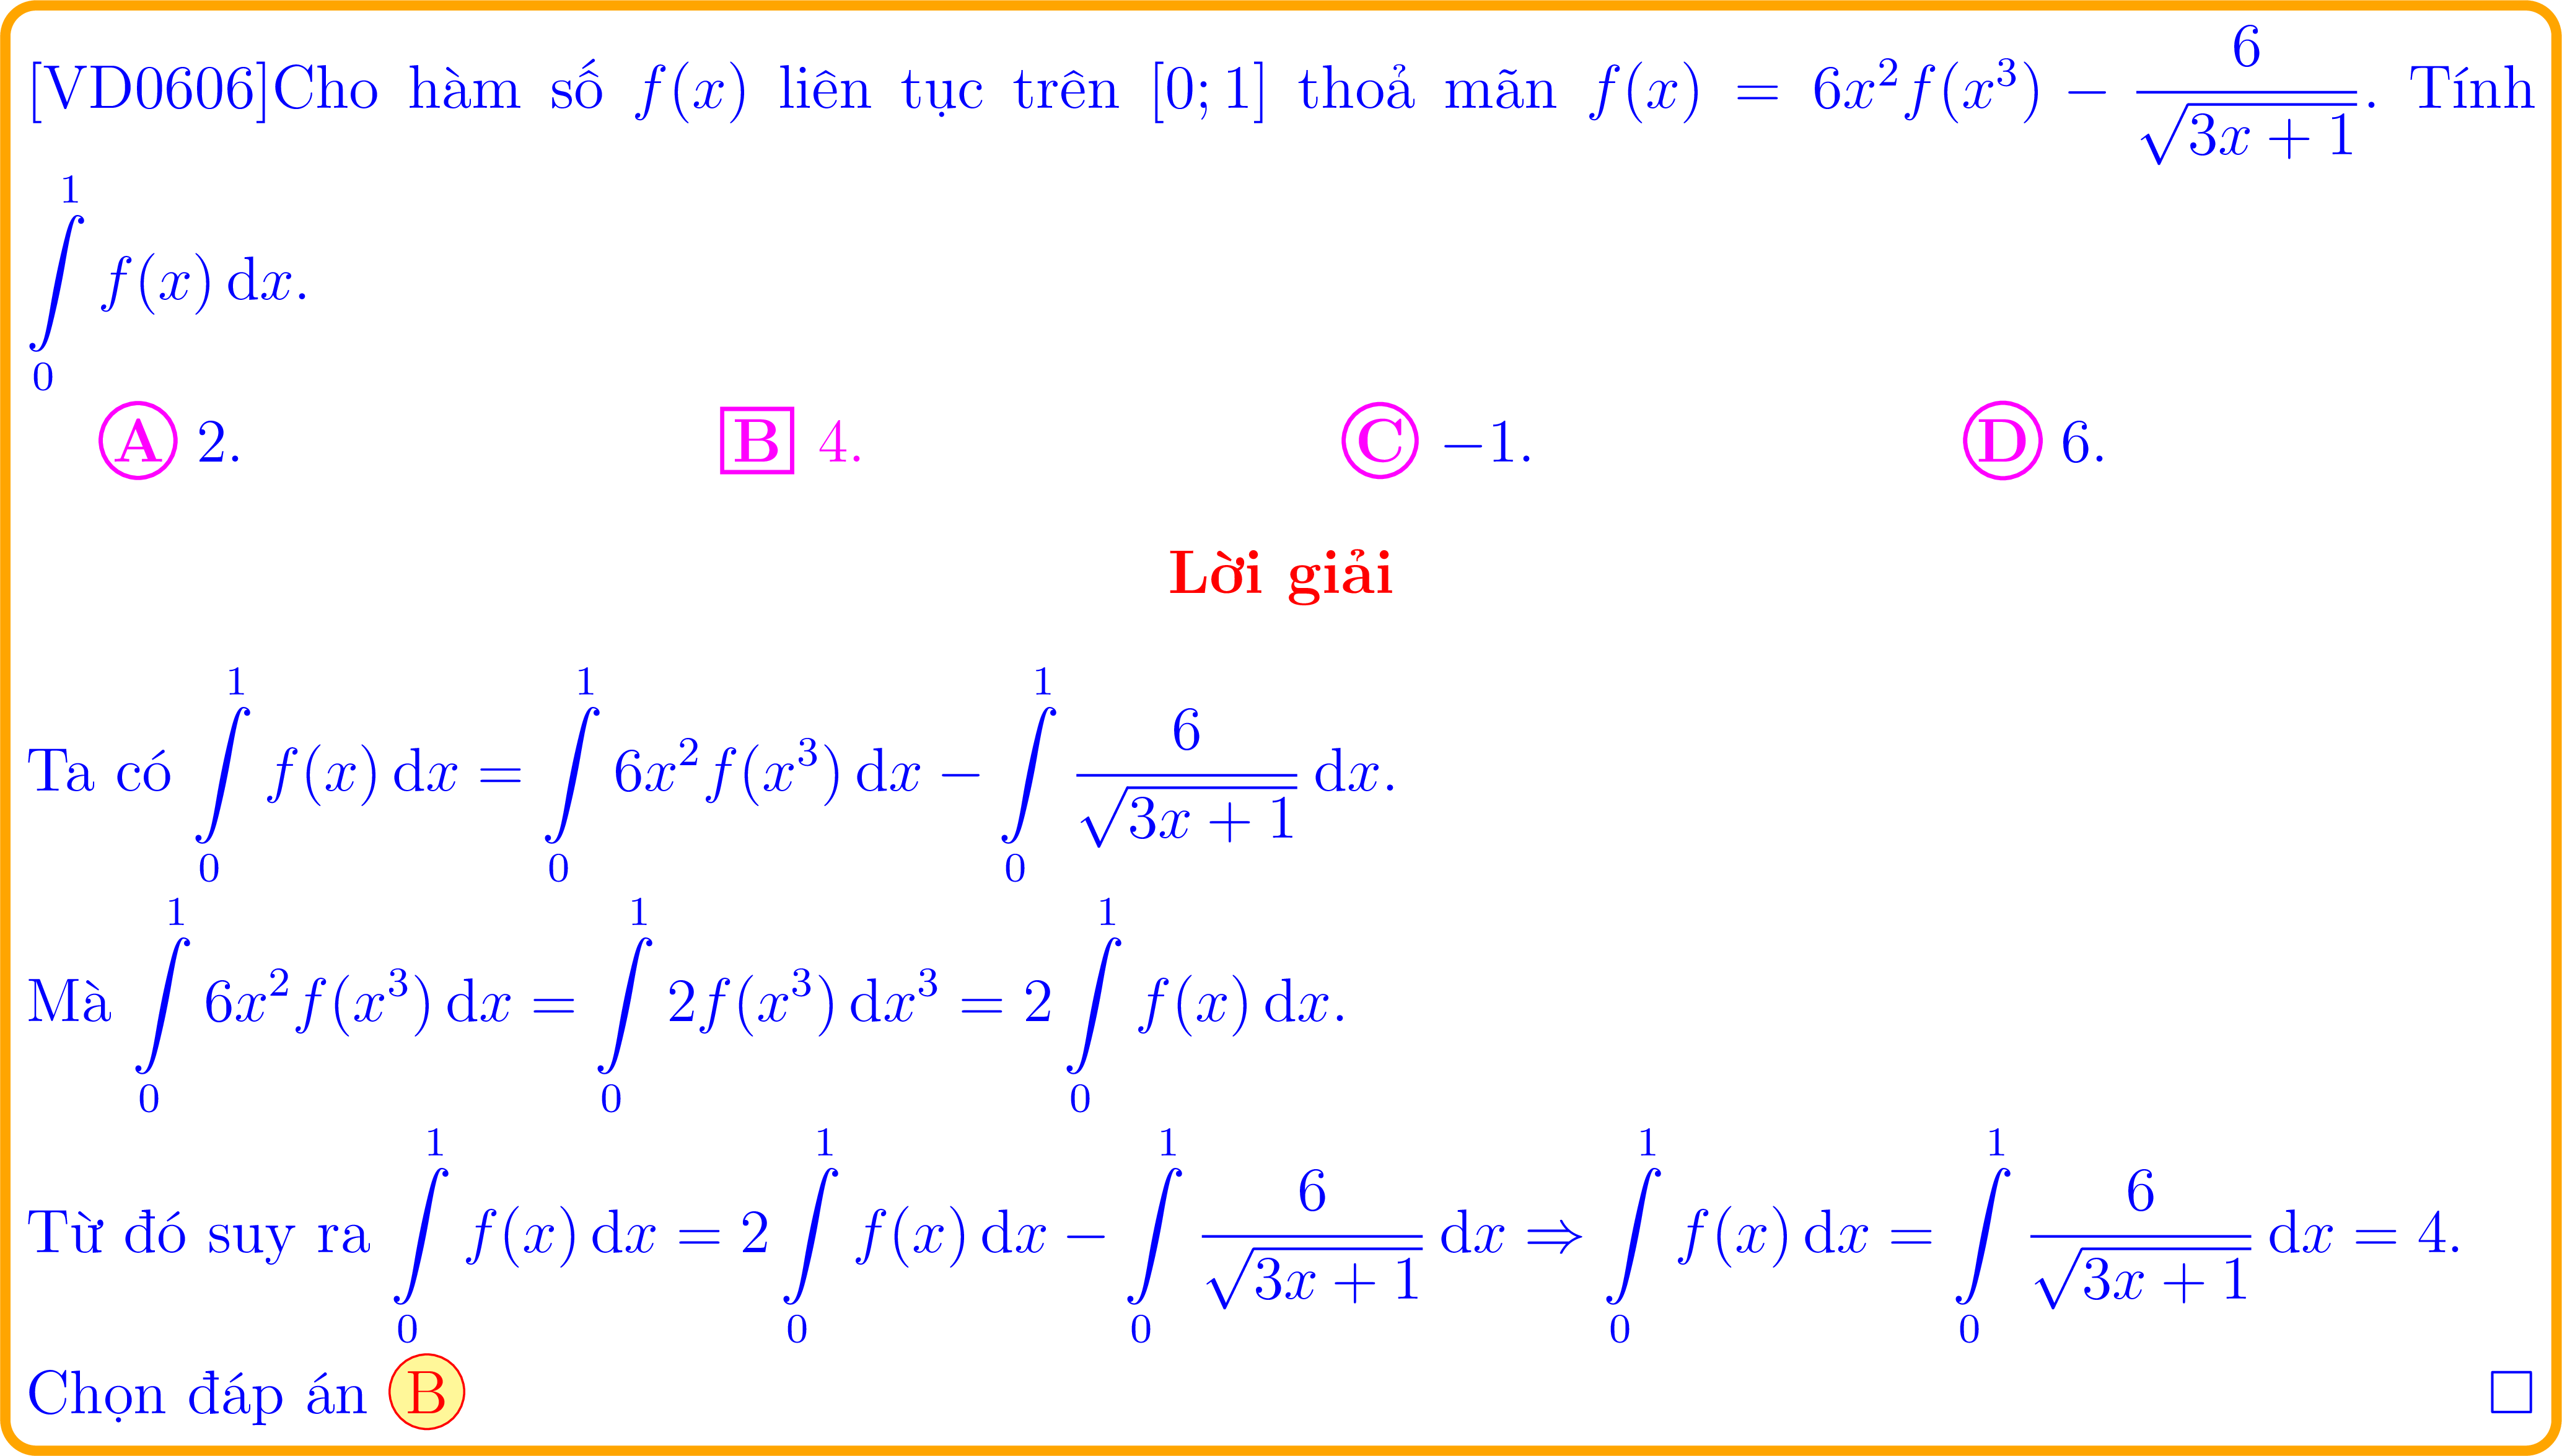 [VD0606]Cho hàm số $f(x)$ liên tục trên $[0;1]$ thoả mãn $f(x) = 6x^2f(x^3) - \dfrac{6}{\sqrt{3x+1}}$. Tính
$\int\limits_0^1 f(x)\,\mathrm{d}x$.
Ⓐ 2. B 4. Ⓒ −1. Ⓓ 6.
Lời giải
Ta có $\int\limits_0^1 f(x)\,\mathrm{d}x = \int\limits_0^1 6x^2f(x^3)\,\mathrm{d}x - \int\limits_0^1 \dfrac{6}{\sqrt{3x+1}}\,\mathrm{d}x$.
Mà $\int\limits_0^1 6x^2f(x^3)\,\mathrm{d}x = \int\limits_0^1 2f(x^3)\,\mathrm{d}x^3 = 2\int\limits_0^1 f(x)\,\mathrm{d}x$.
Từ đó suy ra $\int\limits_0^1 f(x)\,\mathrm{d}x = 2\int\limits_0^1 f(x)\,\mathrm{d}x - \int\limits_0^1 \dfrac{6}{\sqrt{3x+1}}\,\mathrm{d}x \Rightarrow \int\limits_0^1 f(x)\,\mathrm{d}x = \int\limits_0^1 \dfrac{6}{\sqrt{3x+1}}\,\mathrm{d}x = 4$.
Chọn đáp án Ⓑ □